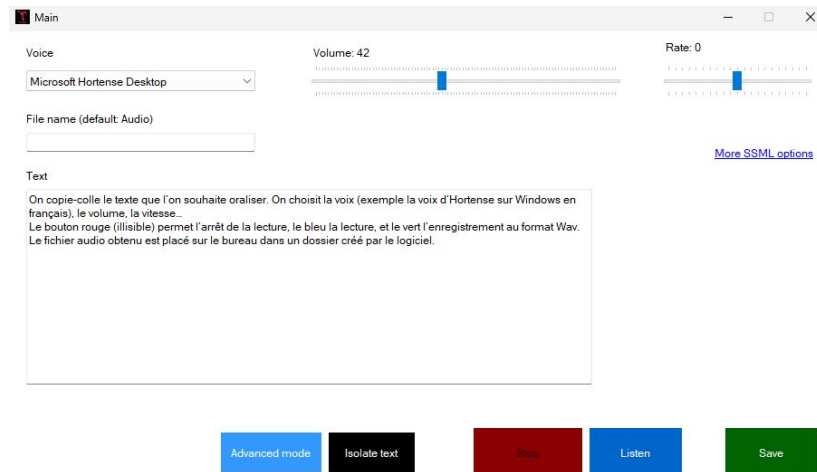 Main
Voice
Volume: 42
Rate: 0
Microsoft Hortense Desktop
File name (default: Audio)
More SSML options
Text
On copie-colle le texte que l'on souhaite oraliser. On choisit la voix (exemple la voix d'Hortense sur Windows en
français), le volume, la vitesse…
Le bouton rouge (illisible) permet l'arrêt de la lecture, le bleu la lecture, et le vert l'enregistrement au format Wav.
Le fichier audio obtenu est placé sur le bureau dans un dossier créé par le logiciel.
Advanced mode
Isolate text
Stop
Listen
Save